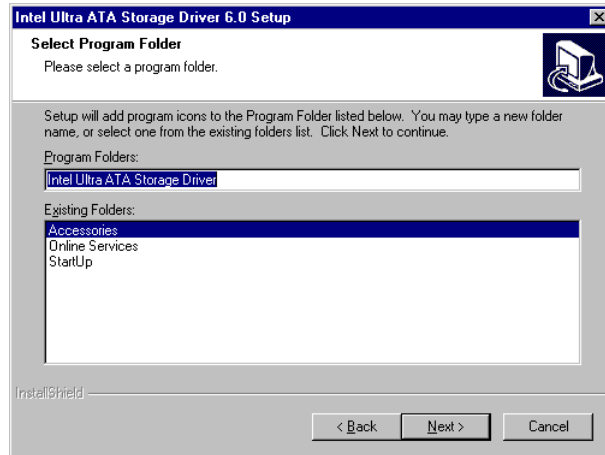 Intel Ultra ATA Storage Driver 6.0 Setup
Select Program Folder
Please select a program folder.
Setup will add program icons to the Program Folder listed below. You may type a new folder
name, or select one from the existing folders list. Click Next to continue.
Program Folders:
Intel Ultra ATA Storage Driver
Existing Folders:
Accessories
Online Services
StartUp
InstallShield
< Back
Next >
Cancel